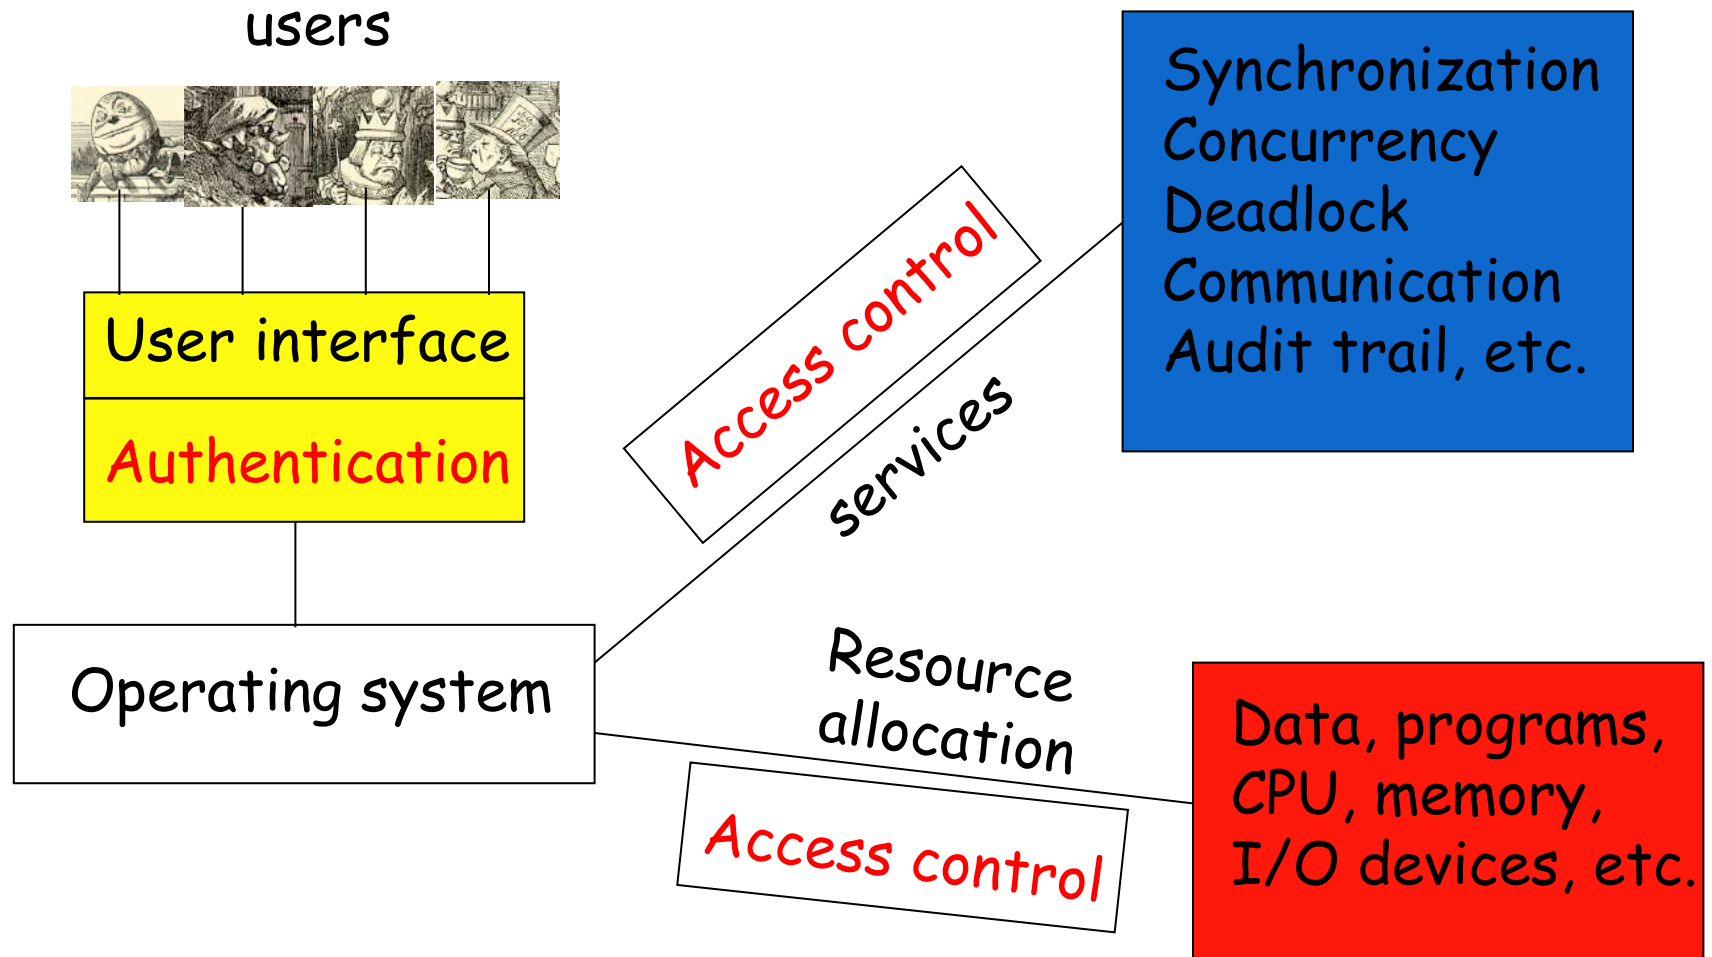 users
User interface
Authentication
Operating system
Access control
services
Synchronization
Concurrency
Deadlock
Communication
Audit trail, etc.
Resource
allocation
Access control
Data, programs,
CPU, memory,
I/O devices, etc.